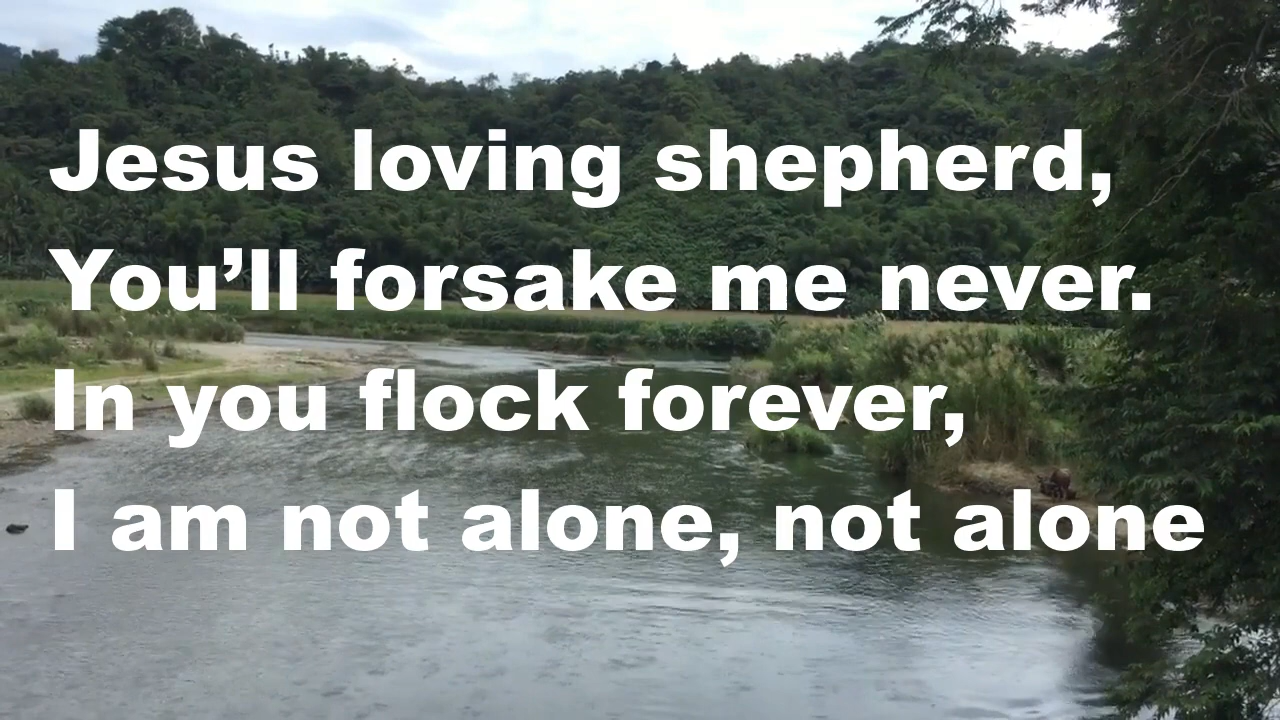 Jesus loving shepherd,
You’ll forsake me never.
In you flock forever,
I am not alone, not alone